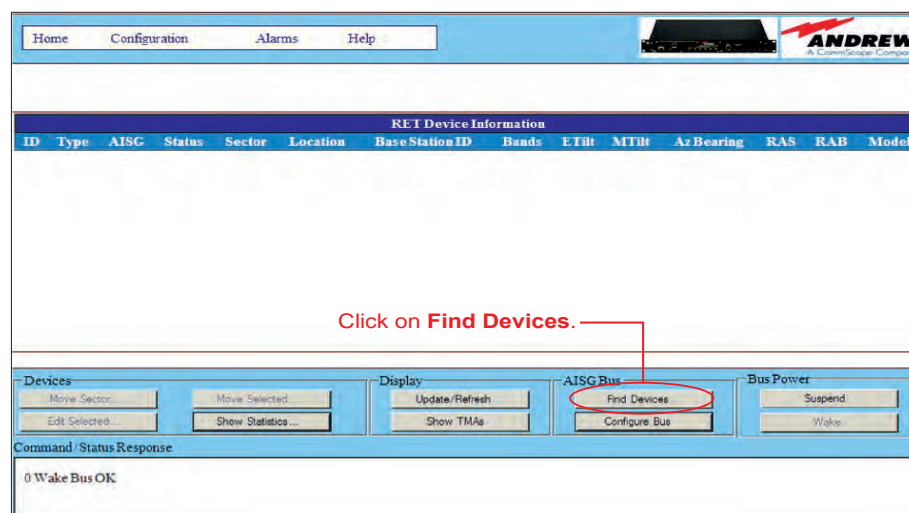 Home Configuration Alarms Help
ANDREW
A CommScope Compa
RET Device Information
ID Type AISG Status Sector Location Base Station ID Bands ETilt MTilt Az Bearing RAS RAB Model
Click on Find Devices.
Devices Display AISG Bus Bus Power
Move Sector... Move Selected... Update/Refresh Find Devices Suspend
Edit Selected... Show Statistics... Show TMAs Configure Bus Wake
Command/Status Response
0 Wake Bus OK